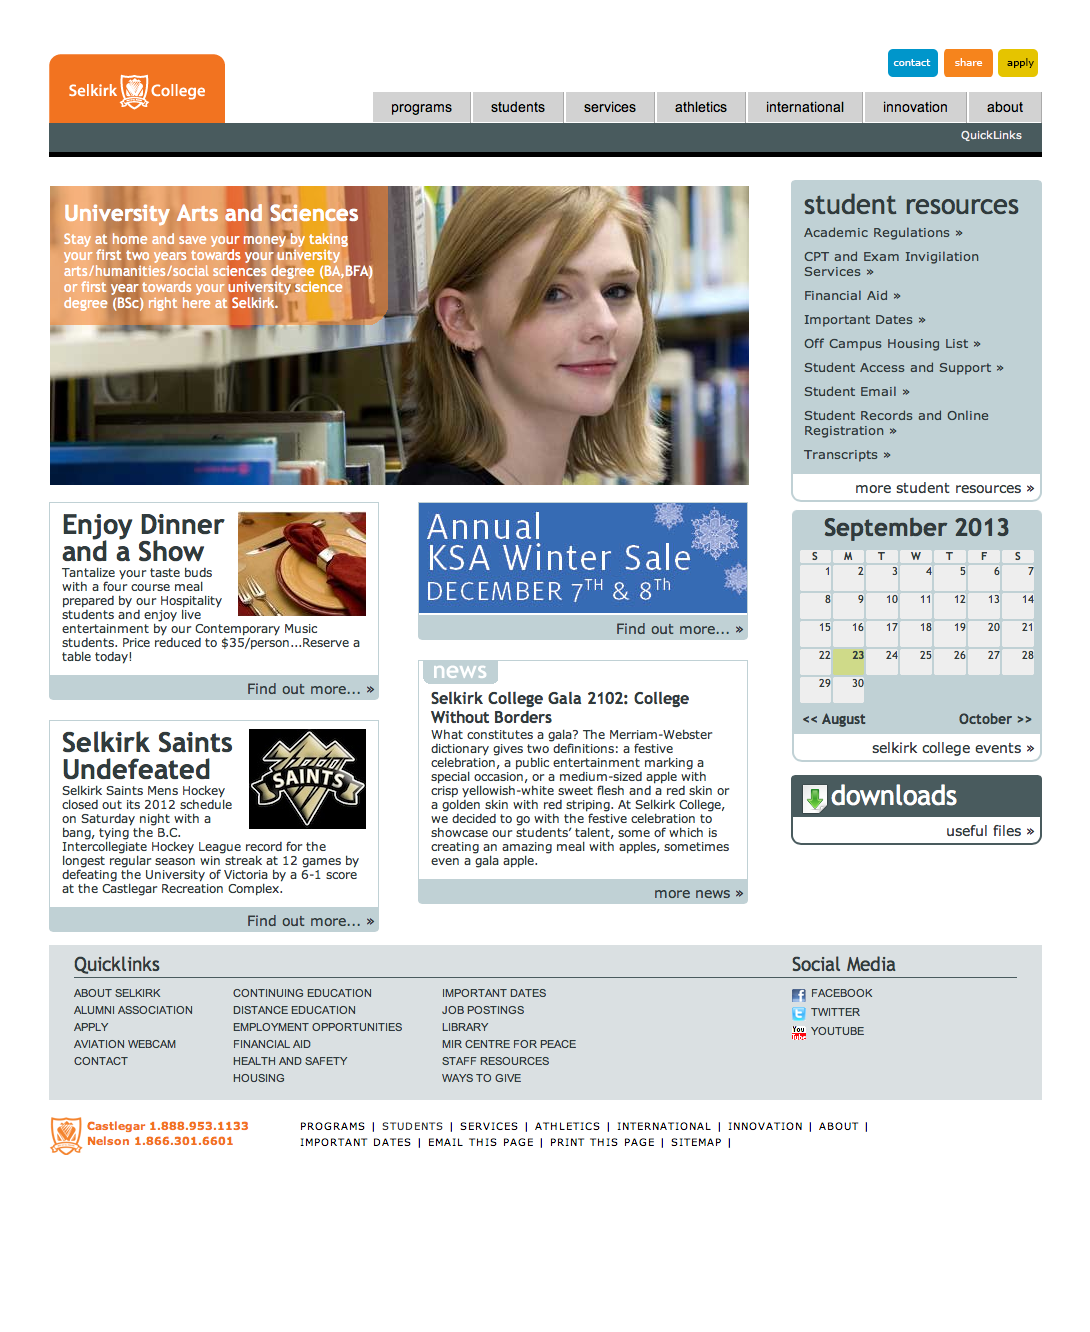 contact share apply
Selkirk College
programs students services athletics international innovation about
QuickLinks
University Arts and Sciences
Stay at home and save your money by taking
your first two years towards your university
arts/humanities/social sciences degree (BA,BFA)
or first year towards your university science
degree (BSc) right here at Selkirk.
student resources
Academic Regulations »
CPT and Exam Invigilation
Services »
Financial Aid »
Important Dates »
Off Campus Housing List »
Student Access and Support »
Student Email »
Student Records and Online
Registration »
Transcripts »
more student resources »
Enjoy Dinner
and a Show
Tantalize your taste buds
with a four course meal
prepared by our Hospitality
students and enjoy live
entertainment by our Contemporary Music
students. Price reduced to $35/person...Reserve a
table today!
Find out more... »
Annual
KSA Winter Sale
DECEMBER 7TH & 8Th
Find out more... »
September 2013
S M T W T F S
1 2 3 4 5 6 7
8 9 10 11 12 13 14
15 16 17 18 19 20 21
22 23 24 25 26 27 28
29 30
<< August October >>
selkirk college events »
Selkirk Saints
Undefeated
SAINTS
Selkirk Saints Mens Hockey
closed out its 2012 schedule
on Saturday night with a
bang, tying the B.C.
Intercollegiate Hockey League record for the
longest regular season win streak at 12 games by
defeating the University of Victoria by a 6-1 score
at the Castlegar Recreation Complex.
Find out more... »
news
Selkirk College Gala 2102: College
Without Borders
What constitutes a gala? The Merriam-Webster
dictionary gives two definitions: a festive
celebration, a public entertainment marking a
special occasion, or a medium-sized apple with
crisp yellowish-white sweet flesh and a red skin or
a golden skin with red striping. At Selkirk College,
we decided to go with the festive celebration to
showcase our students' talent, some of which is
creating an amazing meal with apples, sometimes
even a gala apple.
more news »
downloads
useful files »
Quicklinks
ABOUT SELKIRK
ALUMNI ASSOCIATION
APPLY
AVIATION WEBCAM
CONTACT
CONTINUING EDUCATION
DISTANCE EDUCATION
EMPLOYMENT OPPORTUNITIES
FINANCIAL AID
HEALTH AND SAFETY
HOUSING
IMPORTANT DATES
JOB POSTINGS
LIBRARY
MIR CENTRE FOR PEACE
STAFF RESOURCES
WAYS TO GIVE
Social Media
FACEBOOK
TWITTER
You Tube YOUTUBE
Castlegar 1.888.953.1133
Nelson 1.866.301.6601
PROGRAMS | STUDENTS | SERVICES | ATHLETICS | INTERNATIONAL | INNOVATION | ABOUT |
IMPORTANT DATES | EMAIL THIS PAGE | PRINT THIS PAGE | SITEMAP |